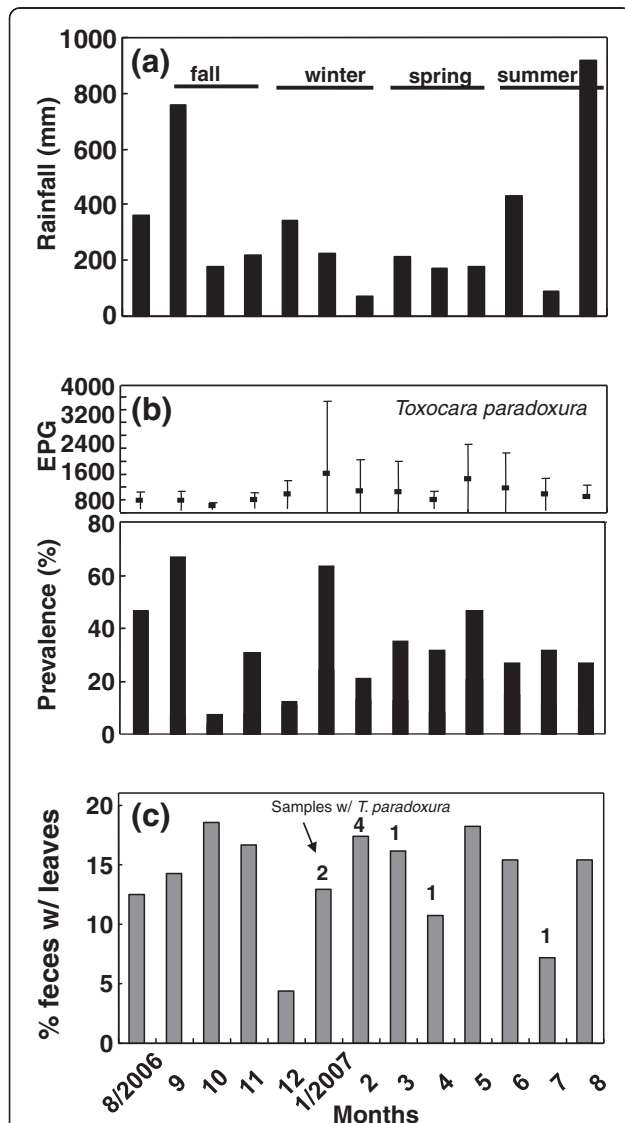 (a)
fall winter spring summer
Rainfall (mm)
1000
800
600
400
200
0
(b)
Toxocara paradoxura
EPG
4000
3200
2400
1600
800
Prevalence (%)
80
60
40
20
0
(c)
Samples w/ T. paradoxura
2 4 1 1 1
% feces w/ leaves
20
15
10
5
0
8/2006 9 10 11 12 1/2007 2 3 4 5 6 7 8
Months